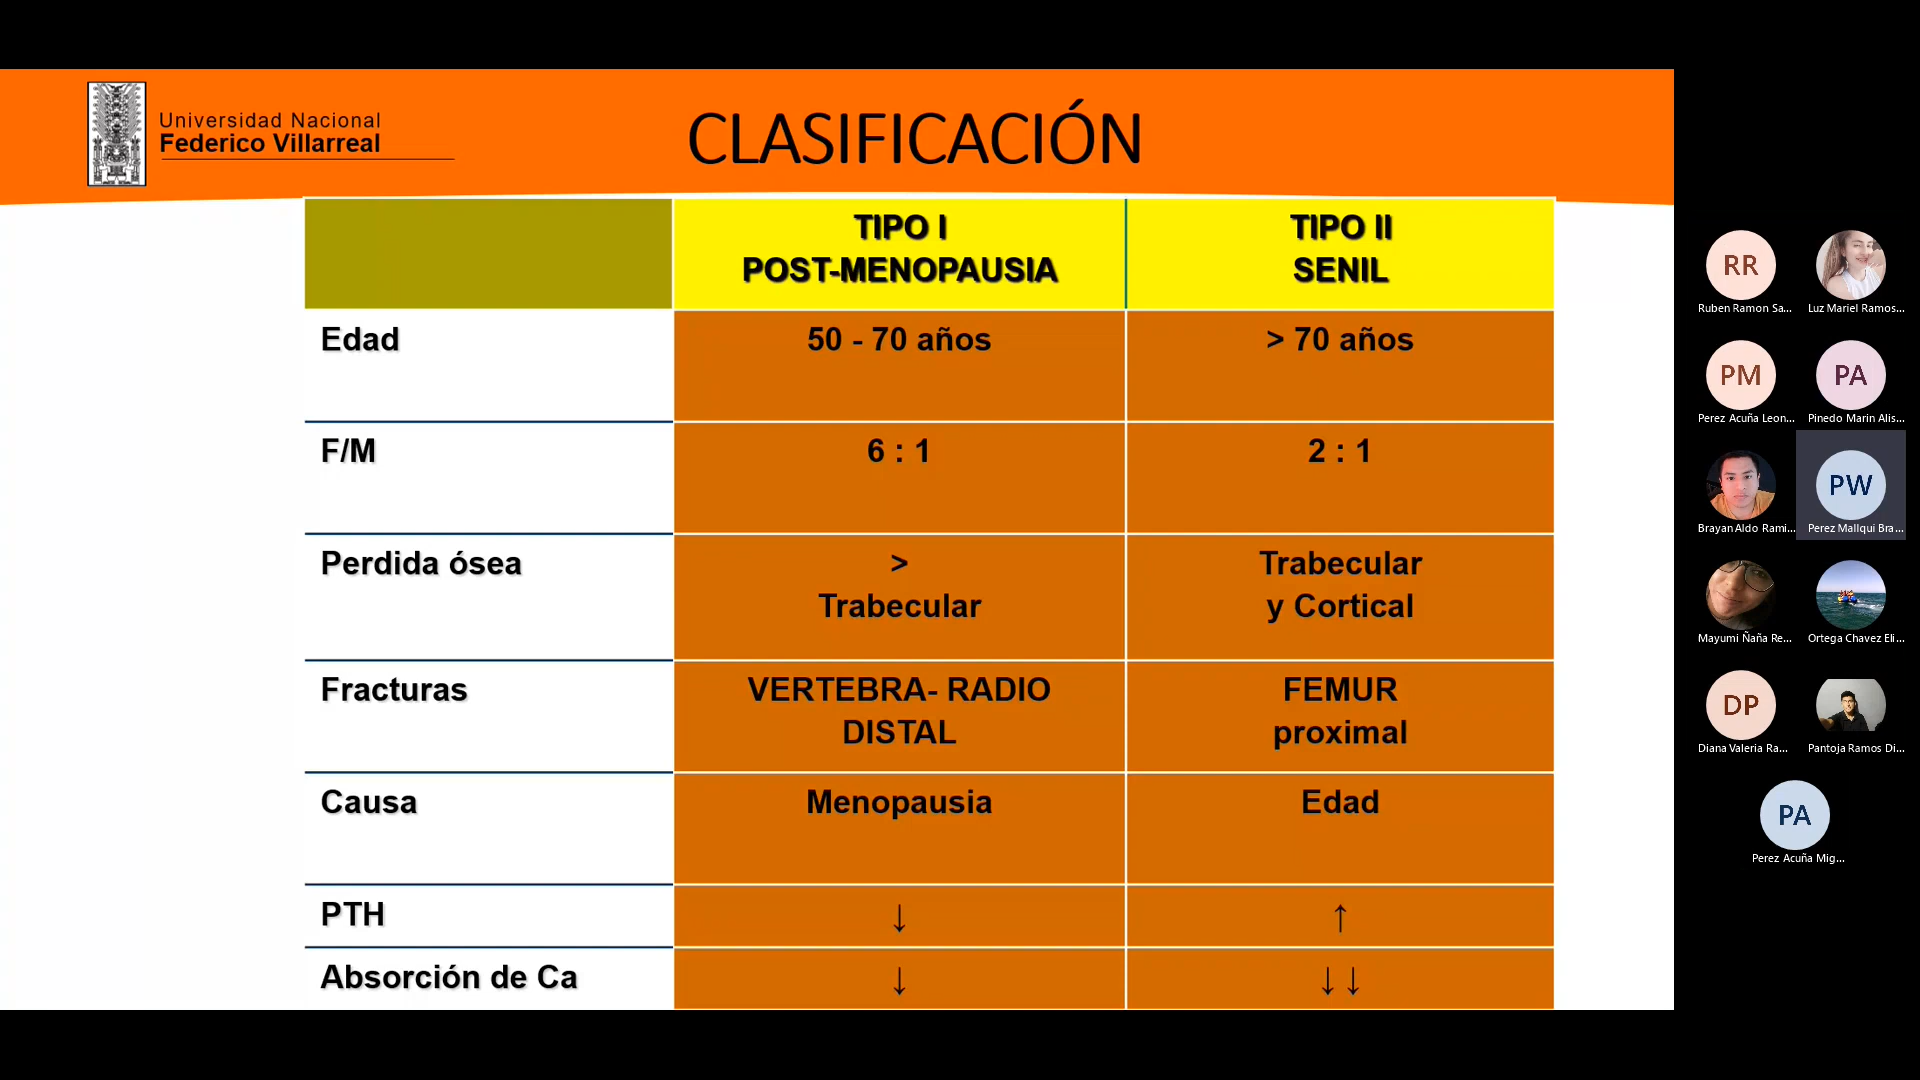 Universidad Nacional
Federico Villarreal
CLASIFICACIÓN
TIPO I
POST-MENOPAUSIA
TIPO II
SENIL
Edad
50 - 70 años
> 70 años
F/M
6 : 1
2 : 1
Perdida ósea
>
Trabecular
Trabecular
y Cortical
Fracturas
VERTEBRA- RADIO
DISTAL
FEMUR
proximal
Causa
Menopausia
Edad
PTH
↓
↑
Absorción de Ca
↓
↓↓
RR
Ruben Ramon Sa...
Luz Mariel Ramos...
PM
Perez Acuña Leon...
PA
Pinedo Marin Alis...
Brayan Aldo Rami...
PW
Perez Mallqui Bra...
Mayumi Ñaña Re...
Ortega Chavez Eli...
DP
Diana Valeria Ra...
Pantoja Ramos Di...
PA
Perez Acuña Mig...